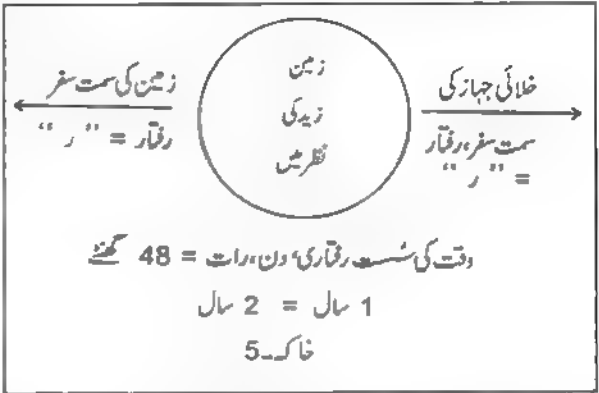 زمین
زید کی
نظر میں
خلائی جہاز کی
سمت سفر، رفتار
= ’’ ر ‘‘
زمین کی سمت سفر
رفتار = ’’ ر ‘‘
وقت کی سست رفتاری، دن، رات = 48 گھنٹے
1 سال = 2 سال
خاکہ۔5